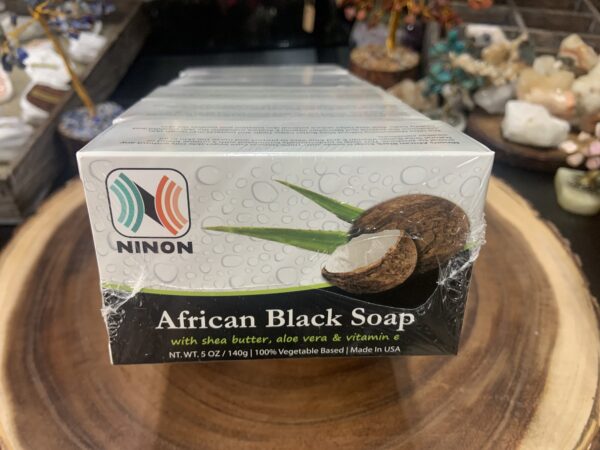 NINON
African Black Soap
with shea butter, aloe vera & vitamin e
NT. WT. 5 OZ / 140g | 100% Vegetable Based | Made In USA